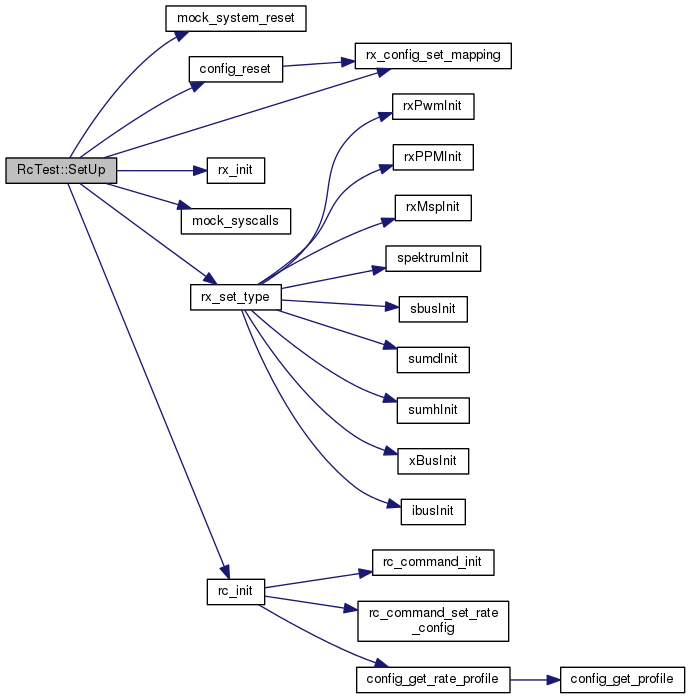 mock_system_reset
config_reset
rx_config_set_mapping
rxPwmInit
rxPPMInit
RcTest::SetUp
rx_init
rxMspInit
mock_syscalls
spektrumInit
rx_set_type
sbusInit
sumdInit
sumhInit
xBusInit
ibusInit
rc_command_init
rc_init
rc_command_set_rate
_config
config_get_rate_profile
config_get_profile